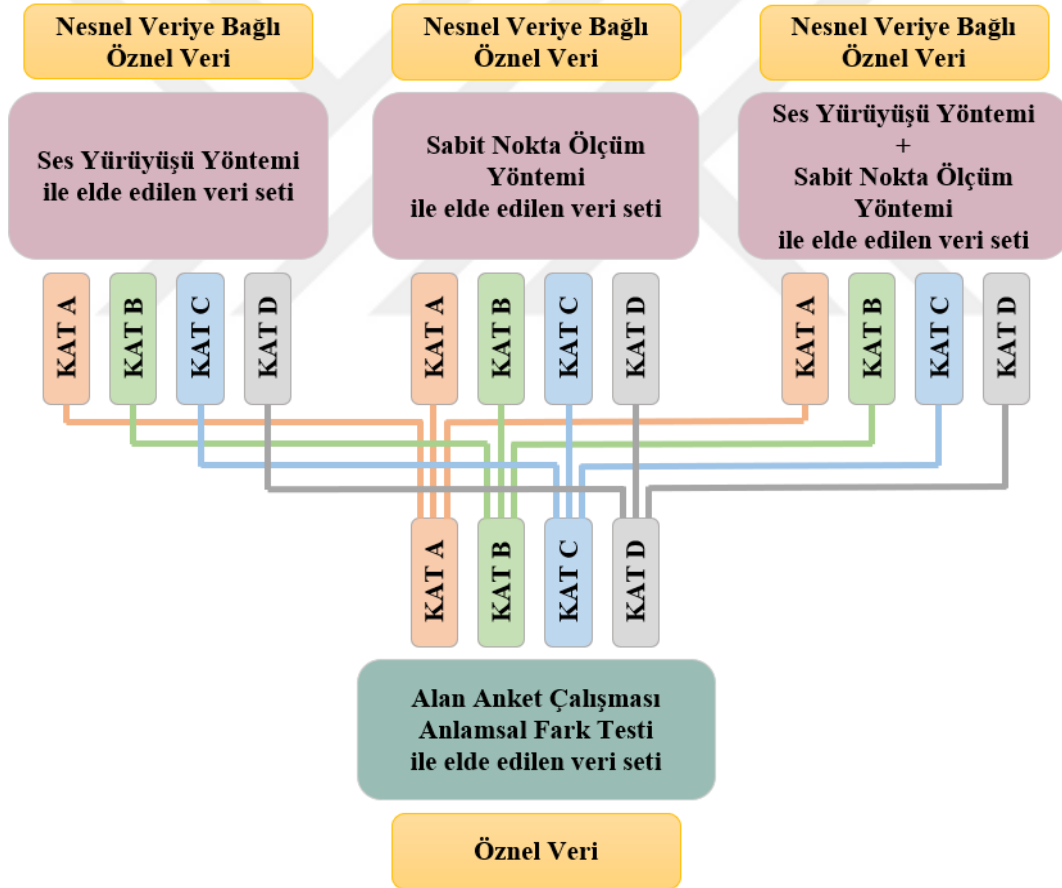 Nesnel Veriye Bağlı
Öznel Veri
Nesnel Veriye Bağlı
Öznel Veri
Nesnel Veriye Bağlı
Öznel Veri
Ses Yürüyüşü Yöntemi
ile elde edilen veri seti
Sabit Nokta Ölçüm
Yöntemi
ile elde edilen veri seti
Ses Yürüyüşü Yöntemi
+
Sabit Nokta Ölçüm
Yöntemi
ile elde edilen veri seti
KAT A
KAT B
KAT C
KAT D
KAT A
KAT B
KAT C
KAT D
KAT A
KAT B
KAT C
KAT D
KAT A
KAT B
KAT C
KAT D
Alan Anket Çalışması
Anlamsal Fark Testi
ile elde edilen veri seti
Öznel Veri